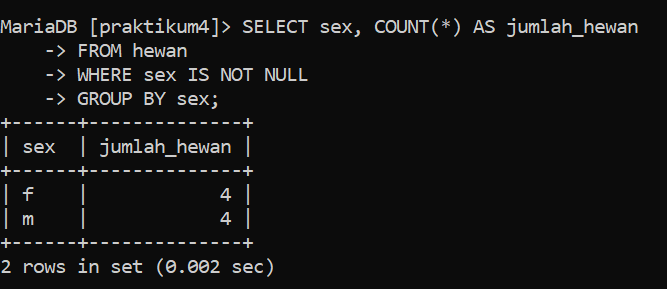 MariaDB [praktikum4]> SELECT sex, COUNT(*) AS jumlah_hewan
    -> FROM hewan
    -> WHERE sex IS NOT NULL
    -> GROUP BY sex;
+------+--------------+
| sex  | jumlah_hewan |
+------+--------------+
| f    |            4 |
| m    |            4 |
+------+--------------+
2 rows in set (0.002 sec)